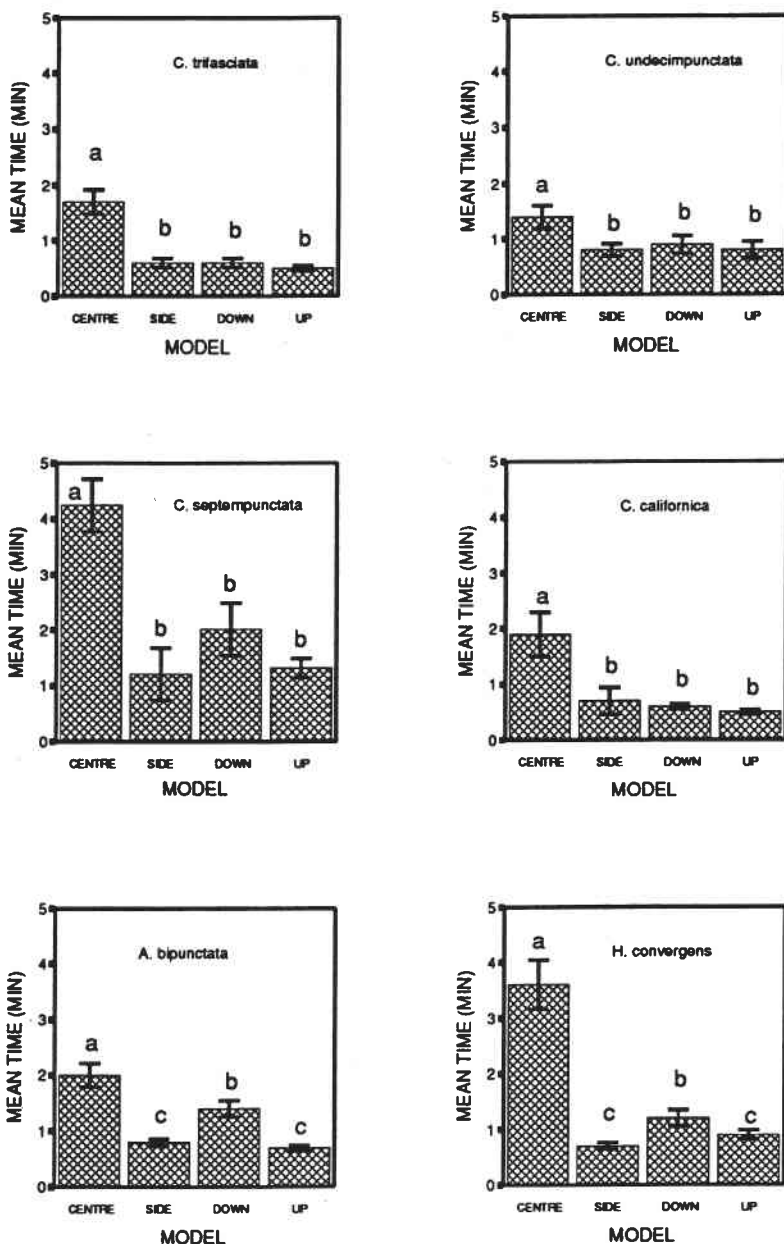 C. trifasciata
MEAN TIME (MIN)
5
4
3
2
1
0
a
b
b
b
CENTRE SIDE DOWN UP
MODEL
C. undecimpunctata
MEAN TIME (MIN)
5
4
3
2
1
0
a
b
b
b
CENTRE SIDE DOWN UP
MODEL
C. septempunctata
MEAN TIME (MIN)
5
4
3
2
1
0
a
b
b
b
CENTRE SIDE DOWN UP
MODEL
C. californica
MEAN TIME (MIN)
5
4
3
2
1
0
a
b
b
b
CENTRE SIDE DOWN UP
MODEL
A. bipunctata
MEAN TIME (MIN)
5
4
3
2
1
0
a
c
b
c
CENTRE SIDE DOWN UP
MODEL
H. convergens
MEAN TIME (MIN)
5
4
3
2
1
0
a
c
b
c
CENTRE SIDE DOWN UP
MODEL